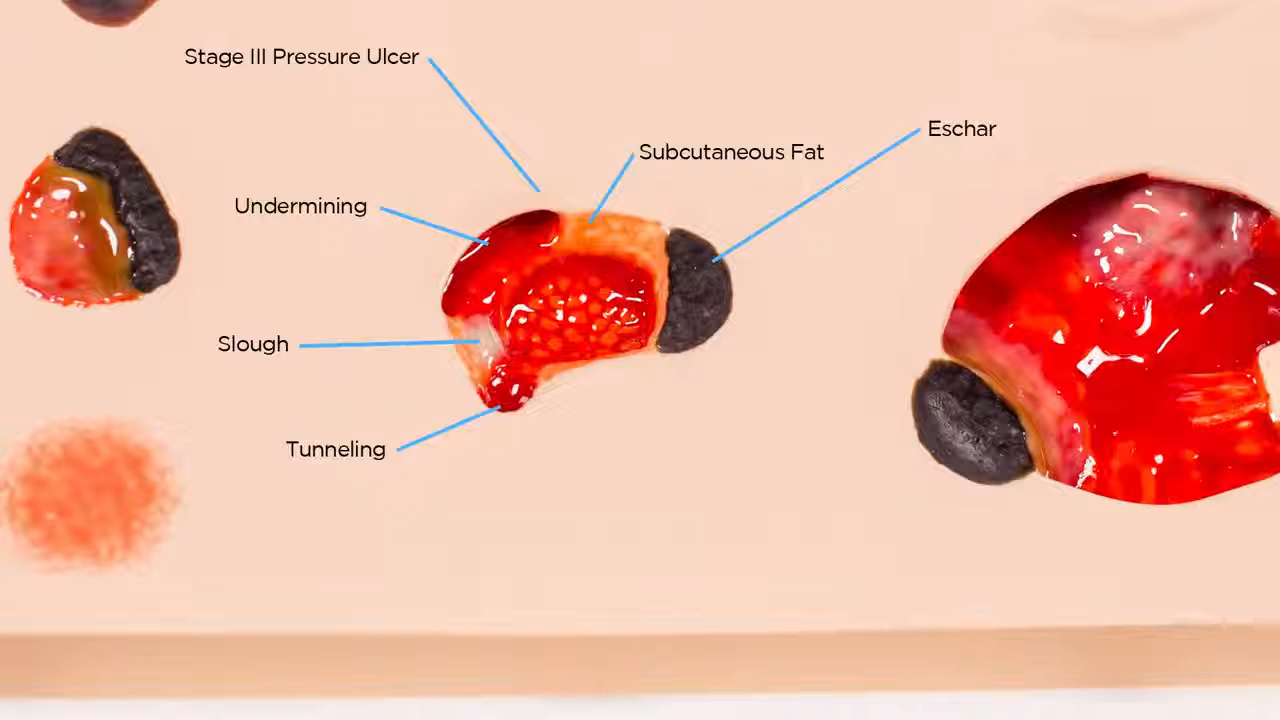 Stage III Pressure Ulcer
Eschar
Subcutaneous Fat
Undermining
Slough
Tunneling